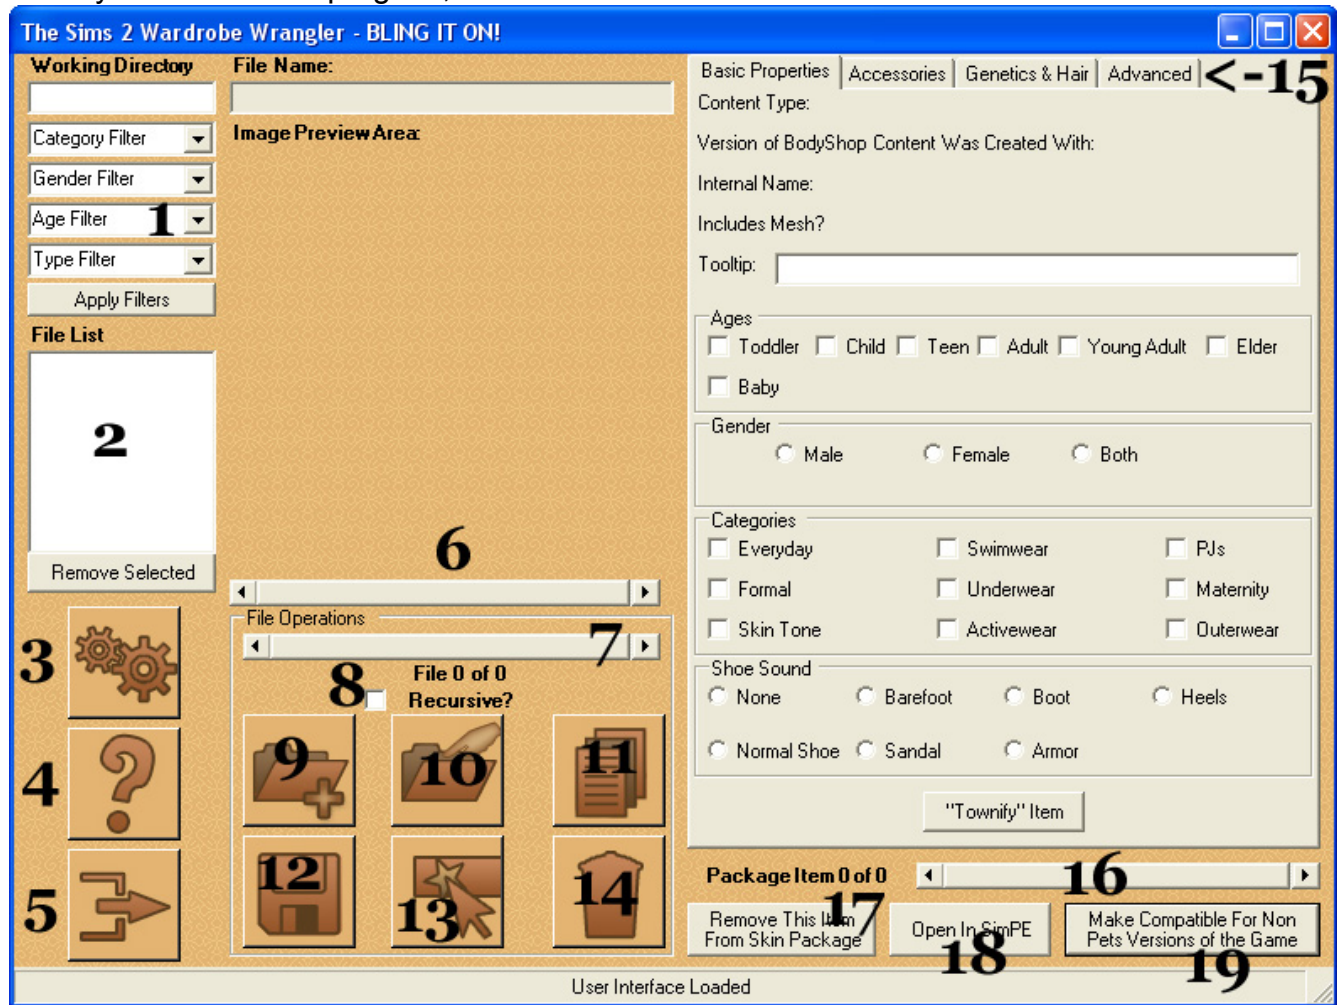 The Sims 2 Wardrobe Wrangler - BLING IT ON!
Working Directory
File Name:
Category Filter
Gender Filter
Age Filter
1
Type Filter
Apply Filters
File List
2
Remove Selected
3
4
5
Image Preview Area:
6
File Operations
7
File 0 of 0
8
Recursive?
9
10
11
12
13
14
Basic Properties
Accessories
Genetics & Hair
Advanced
<-15
Content Type:
Version of BodyShop Content Was Created With:
Internal Name:
Includes Mesh?
Tooltip:
Ages
Toddler Child Teen Adult Young Adult Elder
Baby
Gender
Male Female Both
Categories
Everyday Swimwear PJs
Formal Underwear Maternity
Skin Tone Activewear Outerwear
Shoe Sound
None Barefoot Boot Heels
Normal Shoe Sandal Armor
"Townify" Item
Package Item 0 of 0
16
Remove This Item
From Skin Package
17
Open In SimPE
18
Make Compatible For Non
Pets Versions of the Game
19
User Interface Loaded